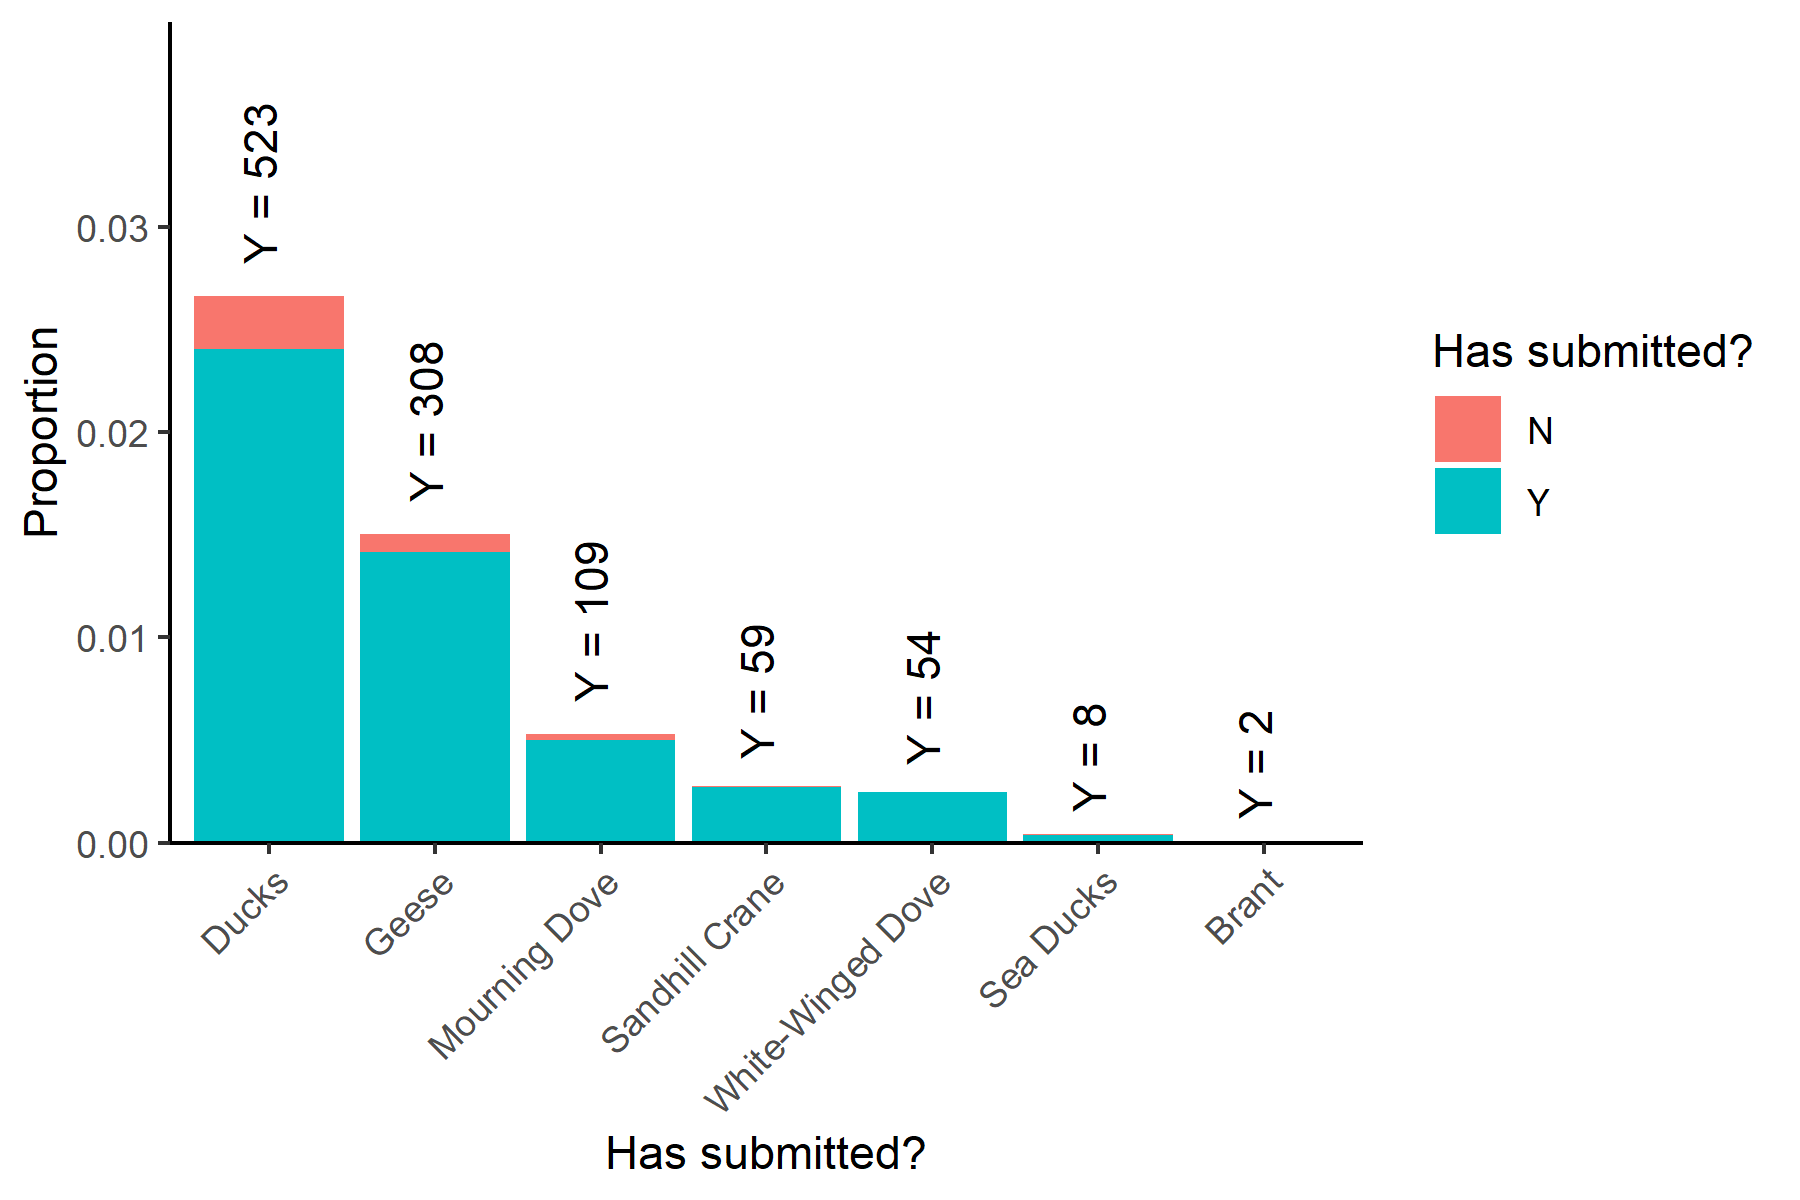 Proportion
0.03
0.02
0.01
0.00
Y = 523
Y = 308
Y = 109
Y = 59
Y = 54
Y = 8
Y = 2
Ducks
Geese
Mourning Dove
Sandhill Crane
White-Winged Dove
Sea Ducks
Brant
Has submitted?
Has submitted?
N
Y